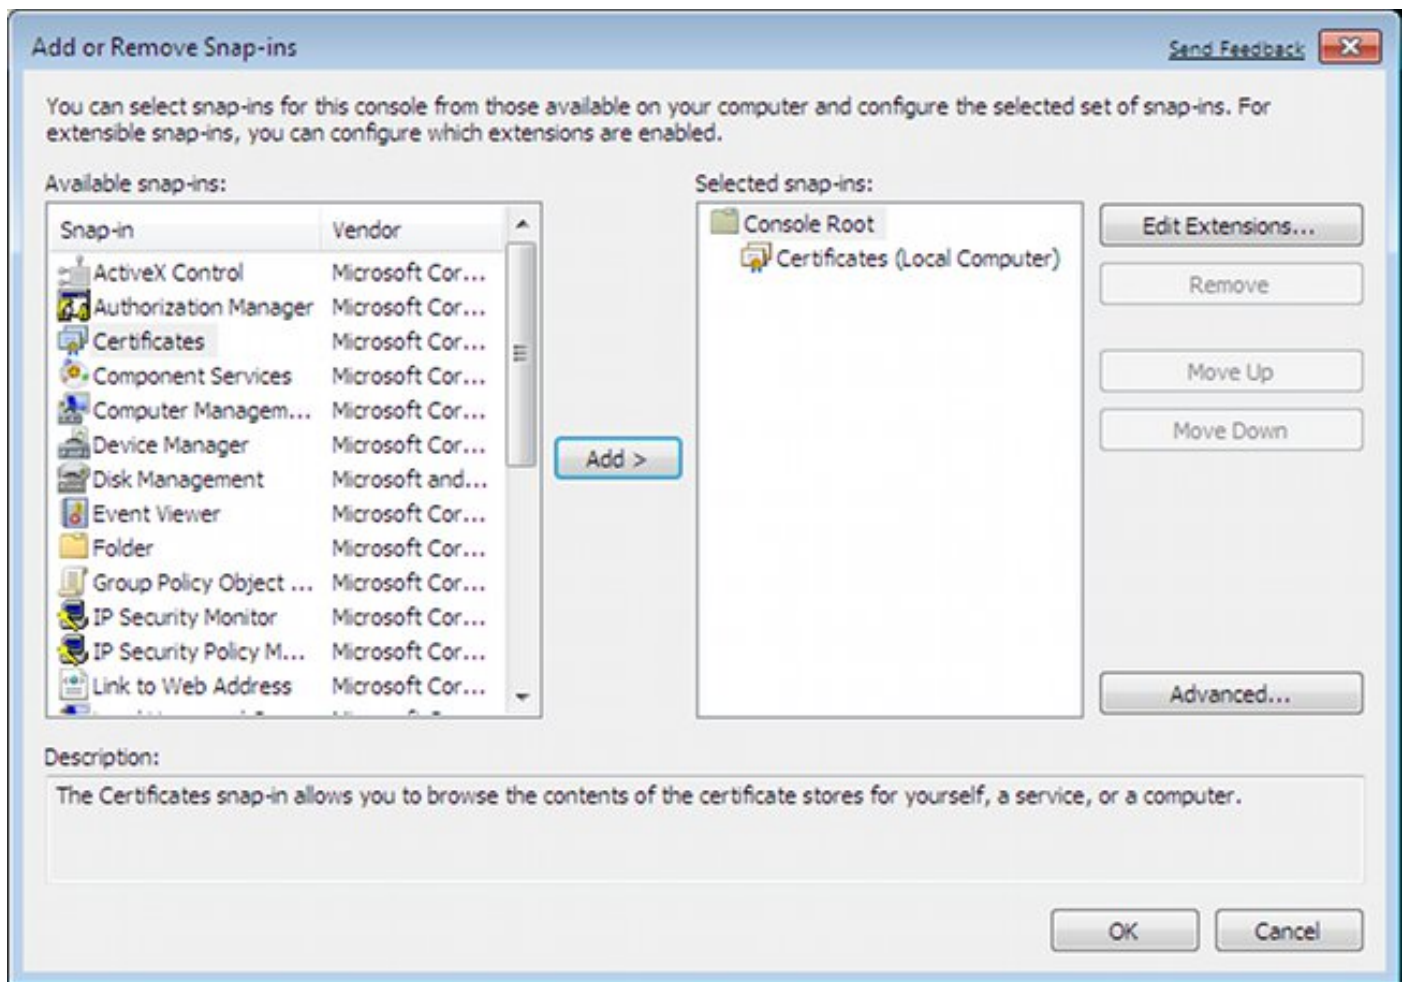 Add or Remove Snap-ins
Send Feedback
You can select snap-ins for this console from those available on your computer and configure the selected set of snap-ins. For
extensible snap-ins, you can configure which extensions are enabled.
Available snap-ins:
Snap-in Vendor
ActiveX Control Microsoft Cor...
Authorization Manager Microsoft Cor...
Certificates Microsoft Cor...
Component Services Microsoft Cor...
Computer Managem... Microsoft Cor...
Device Manager Microsoft Cor...
Disk Management Microsoft and...
Event Viewer Microsoft Cor...
Folder Microsoft Cor...
Group Policy Object ... Microsoft Cor...
IP Security Monitor Microsoft Cor...
IP Security Policy M... Microsoft Cor...
Link to Web Address Microsoft Cor...
Add >
Selected snap-ins:
Console Root
Certificates (Local Computer)
Edit Extensions...
Remove
Move Up
Move Down
Advanced...
Description:
The Certificates snap-in allows you to browse the contents of the certificate stores for yourself, a service, or a computer.
OK
Cancel